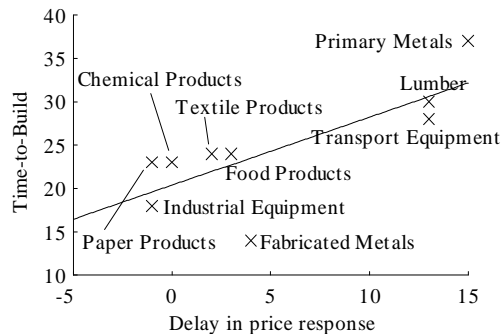 40
35
30
25
20
15
10
Time-to-Build
Primary Metals
Chemical Products
Lumber
Textile Products
Transport Equipment
Food Products
Industrial Equipment
Paper Products
Fabricated Metals
-5
0
5
10
15
Delay in price response